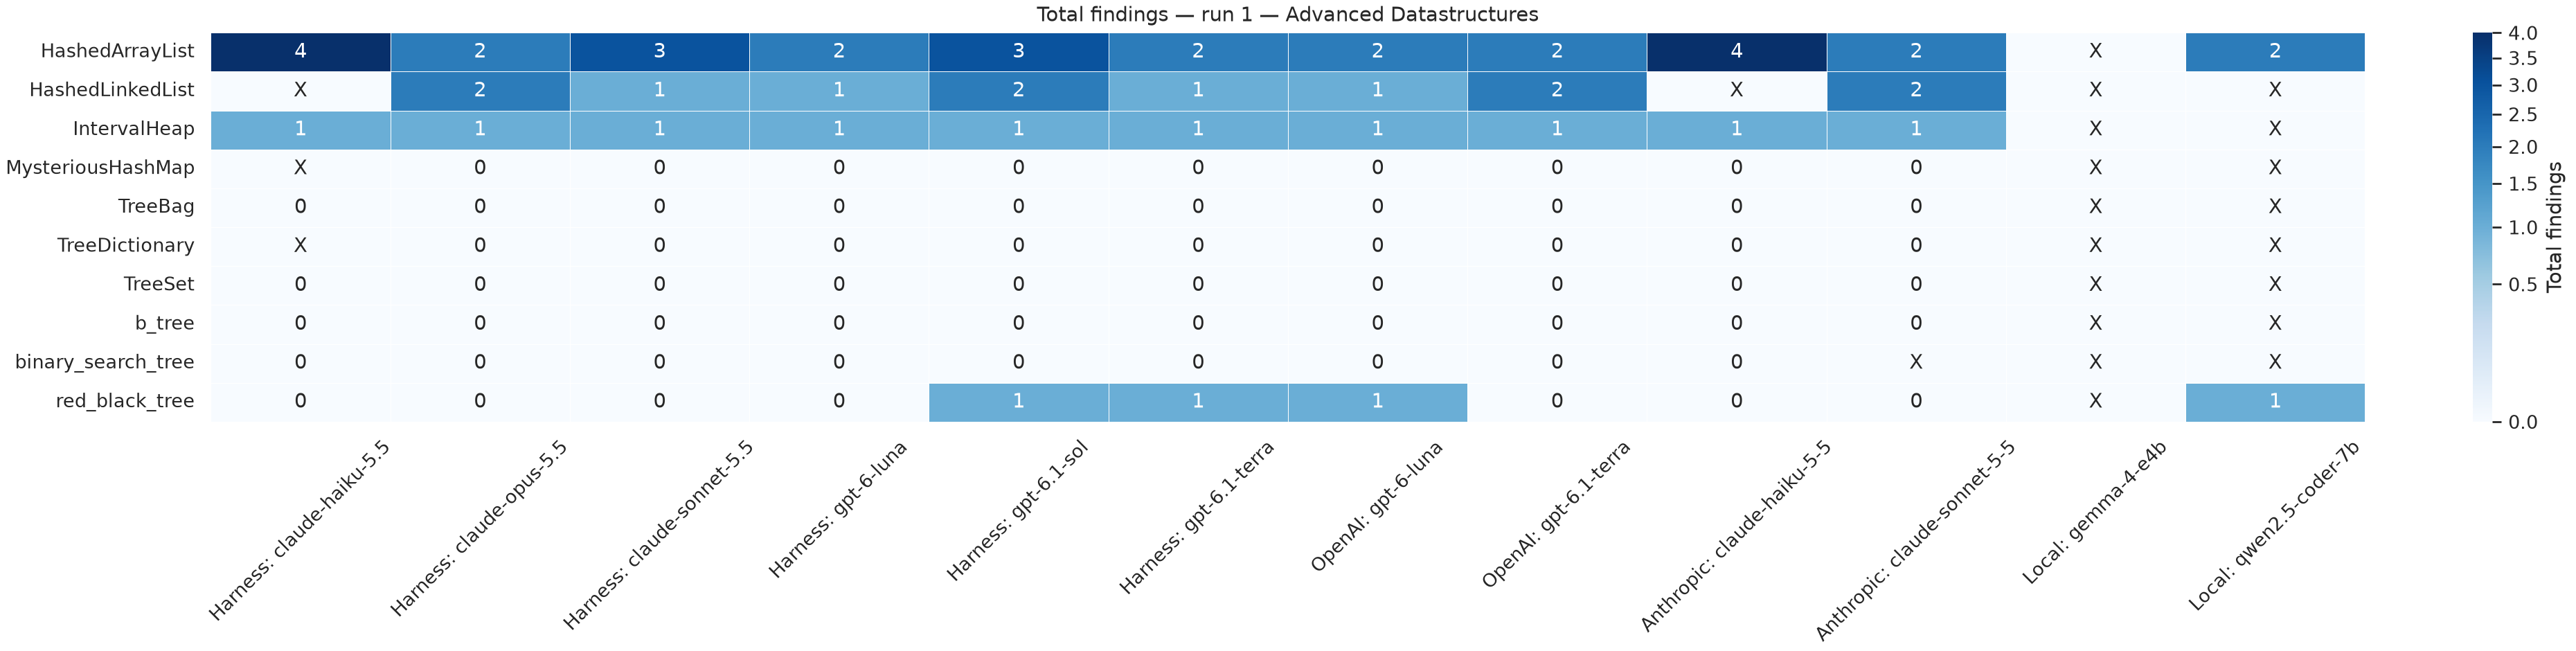 Total findings — run 1 — Advanced Datastructures
HashedArrayList 4 2 3 2 3 2 2 2 4 2 X 2
HashedLinkedList X 2 1 1 2 1 1 2 X 2 X X
IntervalHeap 1 1 1 1 1 1 1 1 1 1 X X
MysteriousHashMap X 0 0 0 0 0 0 0 0 0 X X
TreeBag 0 0 0 0 0 0 0 0 0 0 X X
TreeDictionary X 0 0 0 0 0 0 0 0 0 X X
TreeSet 0 0 0 0 0 0 0 0 0 0 X X
b_tree 0 0 0 0 0 0 0 0 0 0 X X
binary_search_tree 0 0 0 0 0 0 0 0 0 X X X
red_black_tree 0 0 0 0 1 1 1 0 0 0 X 1
Harness: claude-haiku-5.5
Harness: claude-opus-5.5
Harness: claude-sonnet-5.5
Harness: gpt-6-luna
Harness: gpt-6.1-sol
Harness: gpt-6.1-terra
OpenAI: gpt-6-luna
OpenAI: gpt-6.1-terra
Anthropic: claude-haiku-5-5
Anthropic: claude-sonnet-5-5
Local: gemma-4-e4b
Local: qwen2.5-coder-7b
4.0
3.5
3.0
2.5
2.0
1.5
1.0
0.5
0.0
Total findings